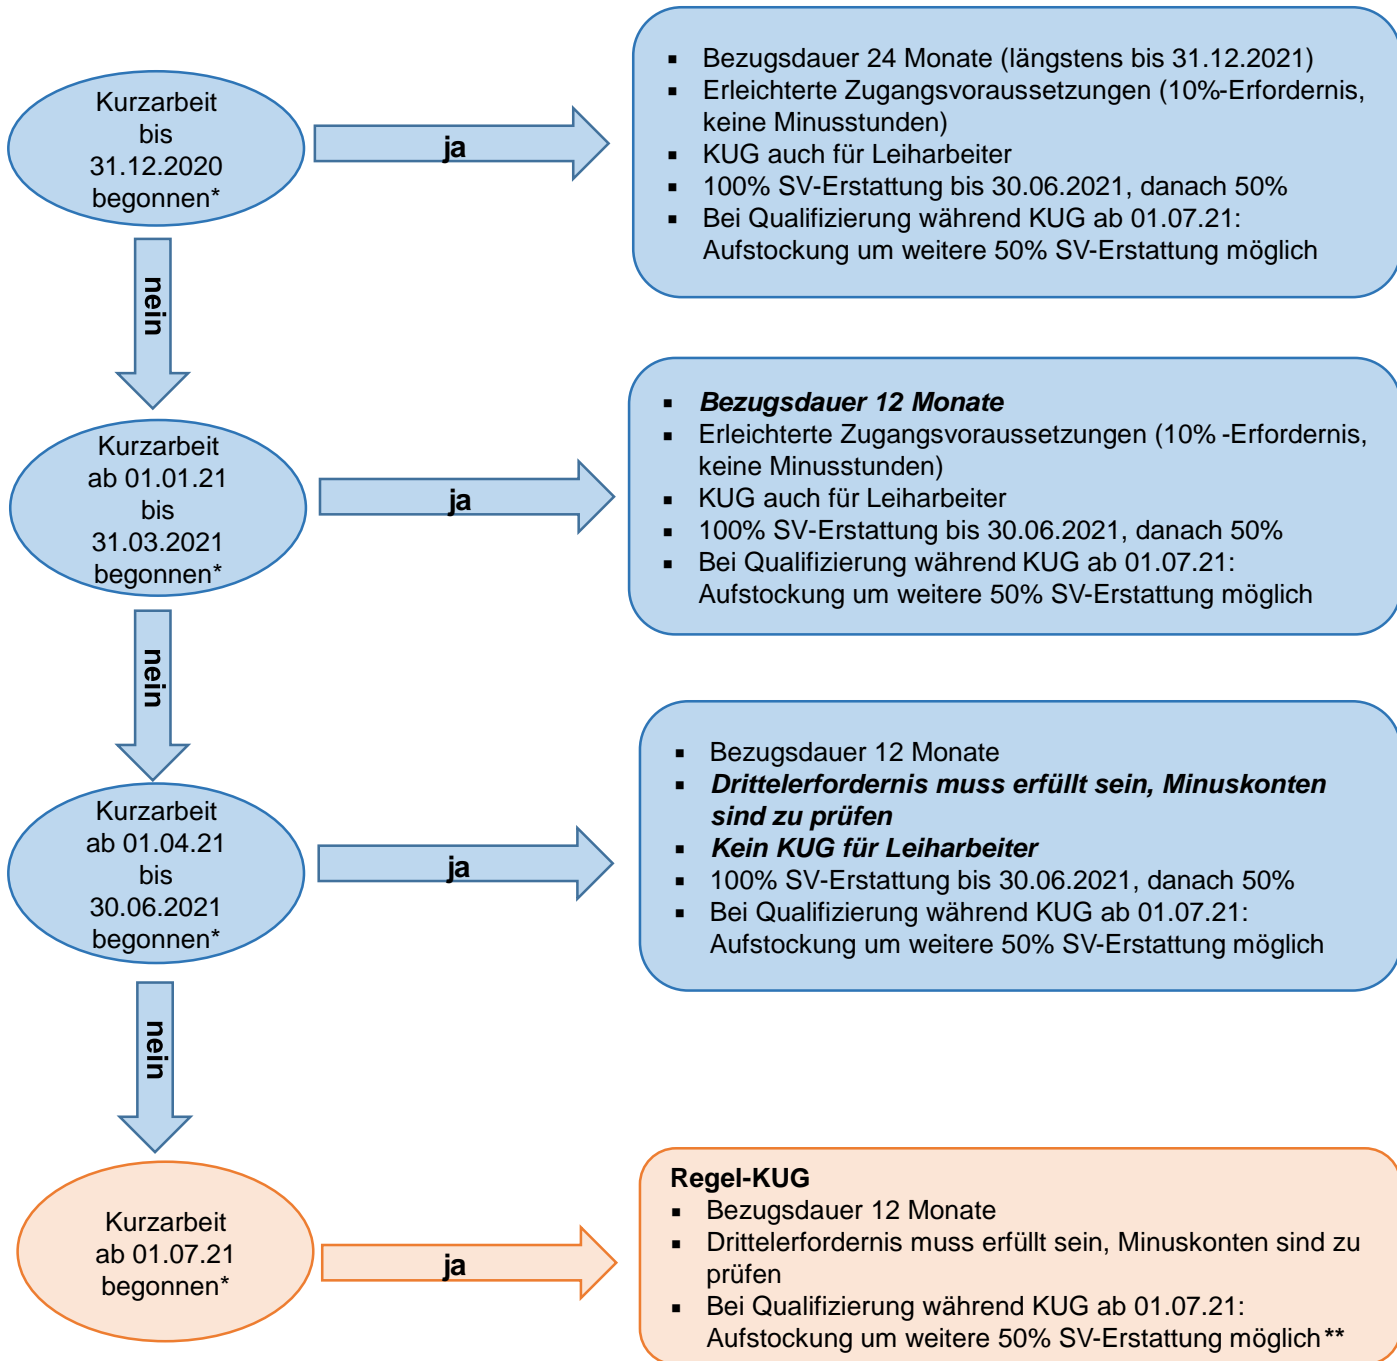 Kurzarbeit
bis
31.12.2020
begonnen*
ja
▪ Bezugsdauer 24 Monate (längstens bis 31.12.2021)
▪ Erleichterte Zugangsvoraussetzungen (10%-Erfordernis,
keine Minusstunden)
▪ KUG auch für Leiharbeiter
▪ 100% SV-Erstattung bis 30.06.2021, danach 50%
▪ Bei Qualifizierung während KUG ab 01.07.21:
Aufstockung um weitere 50% SV-Erstattung möglich
nein
Kurzarbeit
ab 01.01.21
bis
31.03.2021
begonnen*
ja
▪ Bezugsdauer 12 Monate
▪ Erleichterte Zugangsvoraussetzungen (10% -Erfordernis,
keine Minusstunden)
▪ KUG auch für Leiharbeiter
▪ 100% SV-Erstattung bis 30.06.2021, danach 50%
▪ Bei Qualifizierung während KUG ab 01.07.21:
Aufstockung um weitere 50% SV-Erstattung möglich
nein
Kurzarbeit
ab 01.04.21
bis
30.06.2021
begonnen*
ja
▪ Bezugsdauer 12 Monate
▪ Drittelerfordernis muss erfüllt sein, Minuskonten
sind zu prüfen
▪ Kein KUG für Leiharbeiter
▪ 100% SV-Erstattung bis 30.06.2021, danach 50%
▪ Bei Qualifizierung während KUG ab 01.07.21:
Aufstockung um weitere 50% SV-Erstattung möglich
nein
Kurzarbeit
ab 01.07.21
begonnen*
ja
Regel-KUG
▪ Bezugsdauer 12 Monate
▪ Drittelerfordernis muss erfüllt sein, Minuskonten sind zu
prüfen
▪ Bei Qualifizierung während KUG ab 01.07.21:
Aufstockung um weitere 50% SV-Erstattung möglich**